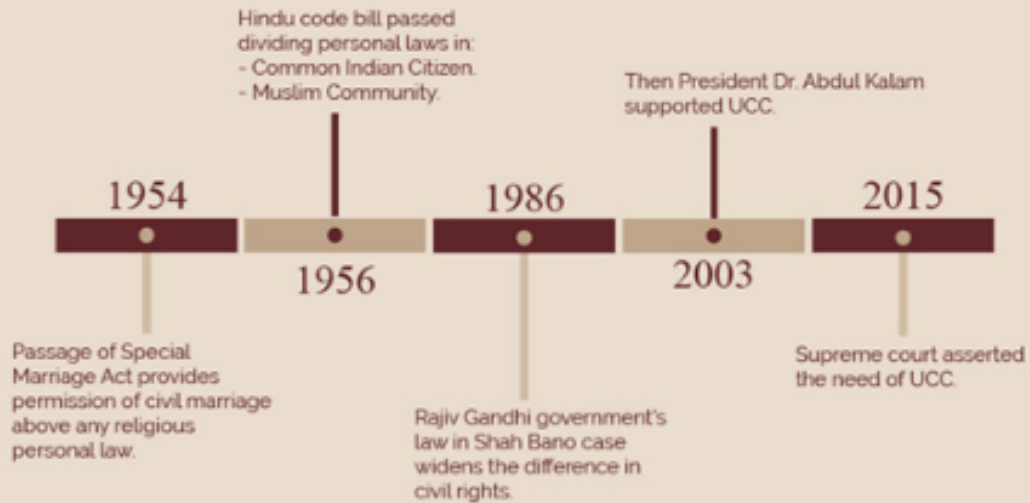 Hindu code bill passed
dividing personal laws in:
- Common Indian Citizen.
- Muslim Community.
Then President Dr. Abdul Kalam
supported UCC.
1954
1986
2015
1956
2003
Passage of Special
Marriage Act provides
permission of civil marriage
above any religious
personal law.
Supreme court asserted
the need of UCC.
Rajiv Gandhi government's
law in Shah Bano case
widens the difference in
civil rights.